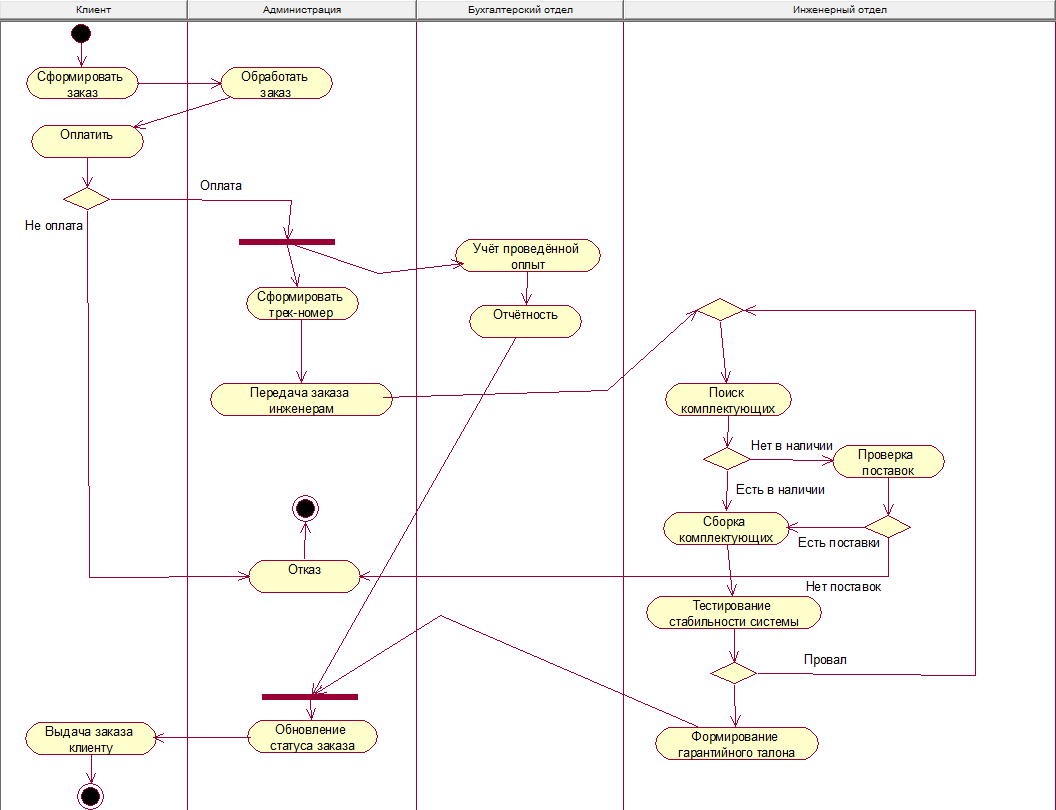 Клиент
Администрация
Бухгалтерский отдел
Инженерный отдел
Сформировать
заказ
Обработать
заказ
Оплатить
Оплата
Не оплата
Учёт проведённой
оплыт
Сформировать
трек-номер
Отчётность
Передача заказа
инженерам
Поиск
комплектующих
Нет в наличии
Проверка
поставок
Есть в наличии
Сборка
комплектующих
Есть поставки
Отказ
Нет поставок
Тестирование
стабильности системы
Провал
Обновление
статуса заказа
Выдача заказа
клиенту
Формирование
гарантийного талона